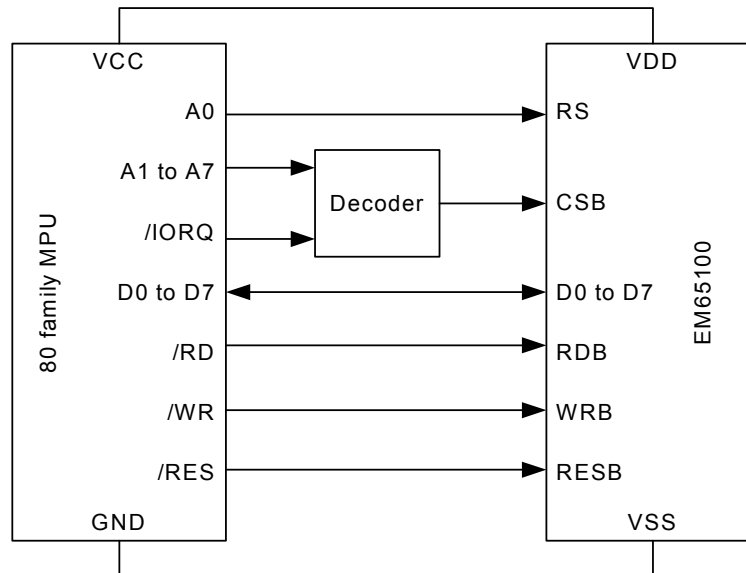 VCC
VDD
A0
RS
A1 to A7
Decoder
CSB
/IORQ
80 family MPU
EM65100
D0 to D7
D0 to D7
/RD
RDB
/WR
WRB
/RES
RESB
GND
VSS